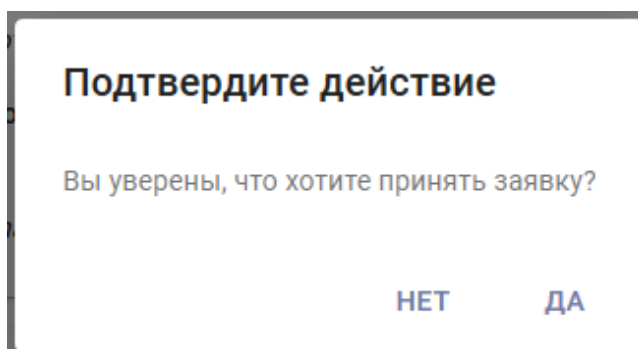 Подтвердите действие
Вы уверены, что хотите принять заявку?
НЕТ ДА